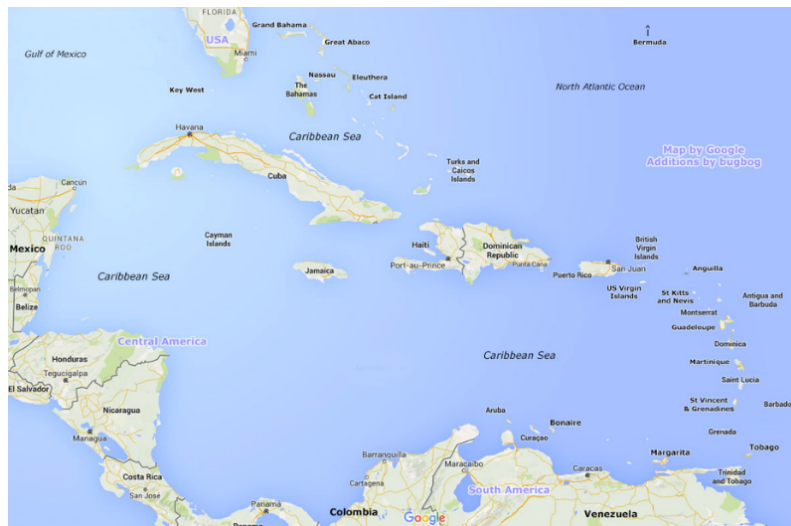 FLORIDA
Grand Bahama
USA
Great Abaco
Bermuda
Gulf of Mexico
Miami
Nassau
Eleuthera
North Atlantic Ocean
Key West
The
Bahamas
Cat Island
Havana
Caribbean Sea
Map by Google
Additions by bugbog
Cuba
Turks and
Caicos
Islands
da
Cancún
Yucatan
QUINTANA
ROO
Mexico
Cayman
Islands
Haiti
Dominican
Republic
British
Virgin
Islands
Port-au-Prince
Punta Cana
San Juan
Puerto Rico
Anguilla
Jamaica
Caribbean Sea
US Virgin
Islands
St Kitts
and Nevis
Antigua and
Barbuda
Belmopan
Belize
Montserrat
Guadeloupe
Central America
Dominica
Honduras
Caribbean Sea
Martinique
Tegucigalpa
Saint Lucia
El Salvador
Nicaragua
St Vincent
& Grenadines
Barbado
Aruba
Bonaire
Curaçao
Grenada
Managua
Tobago
Barranquilla
Maracaibo
Caracas
Margarita
Costa Rica
Cartagena
Trinidad
and Tobago
San José
South America
Panamá
Colombia
Google
Venezuela
Panama